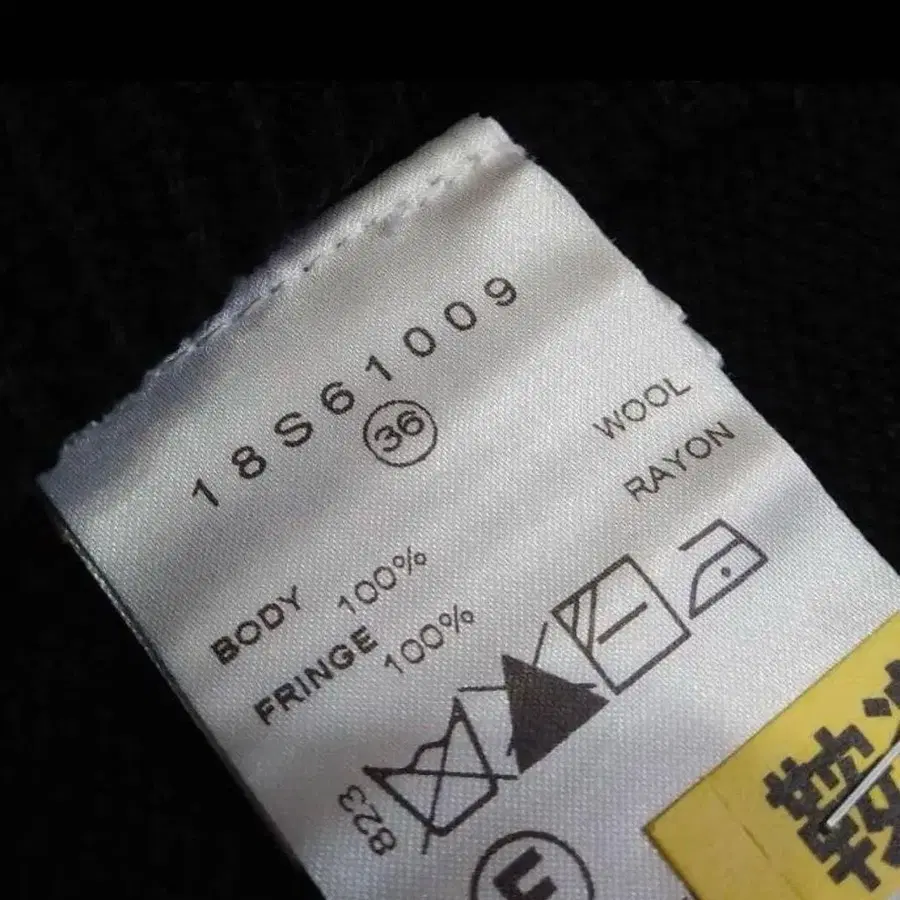 18S61009
36
BODY 100% WOOL
FRINGE 100% RAYON
823